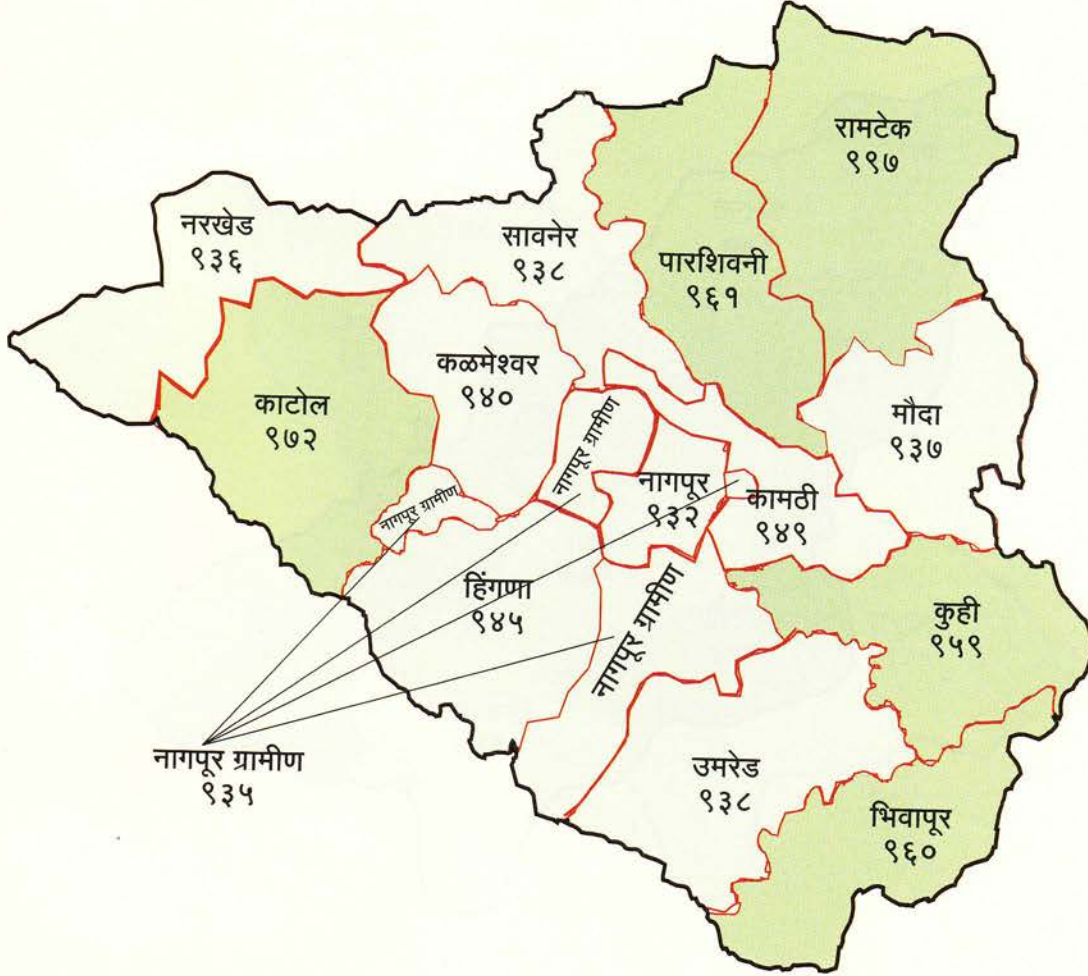 रामटेक
९९७
नरखेड
९३६
सावनेर
९३८
पारशिवनी
९६१
कळमेश्वर
९४०
काटोल
९७२
मौदा
९३७
नागपूर ग्रामीण
नागपूर
९३२
कामठी
९४९
नागपूर ग्रामीण
हिंगणा
९४५
नागपूर ग्रामीण
कुही
९५९
नागपूर ग्रामीण
९३५
उमरेड
९३८
भिवापूर
९६०